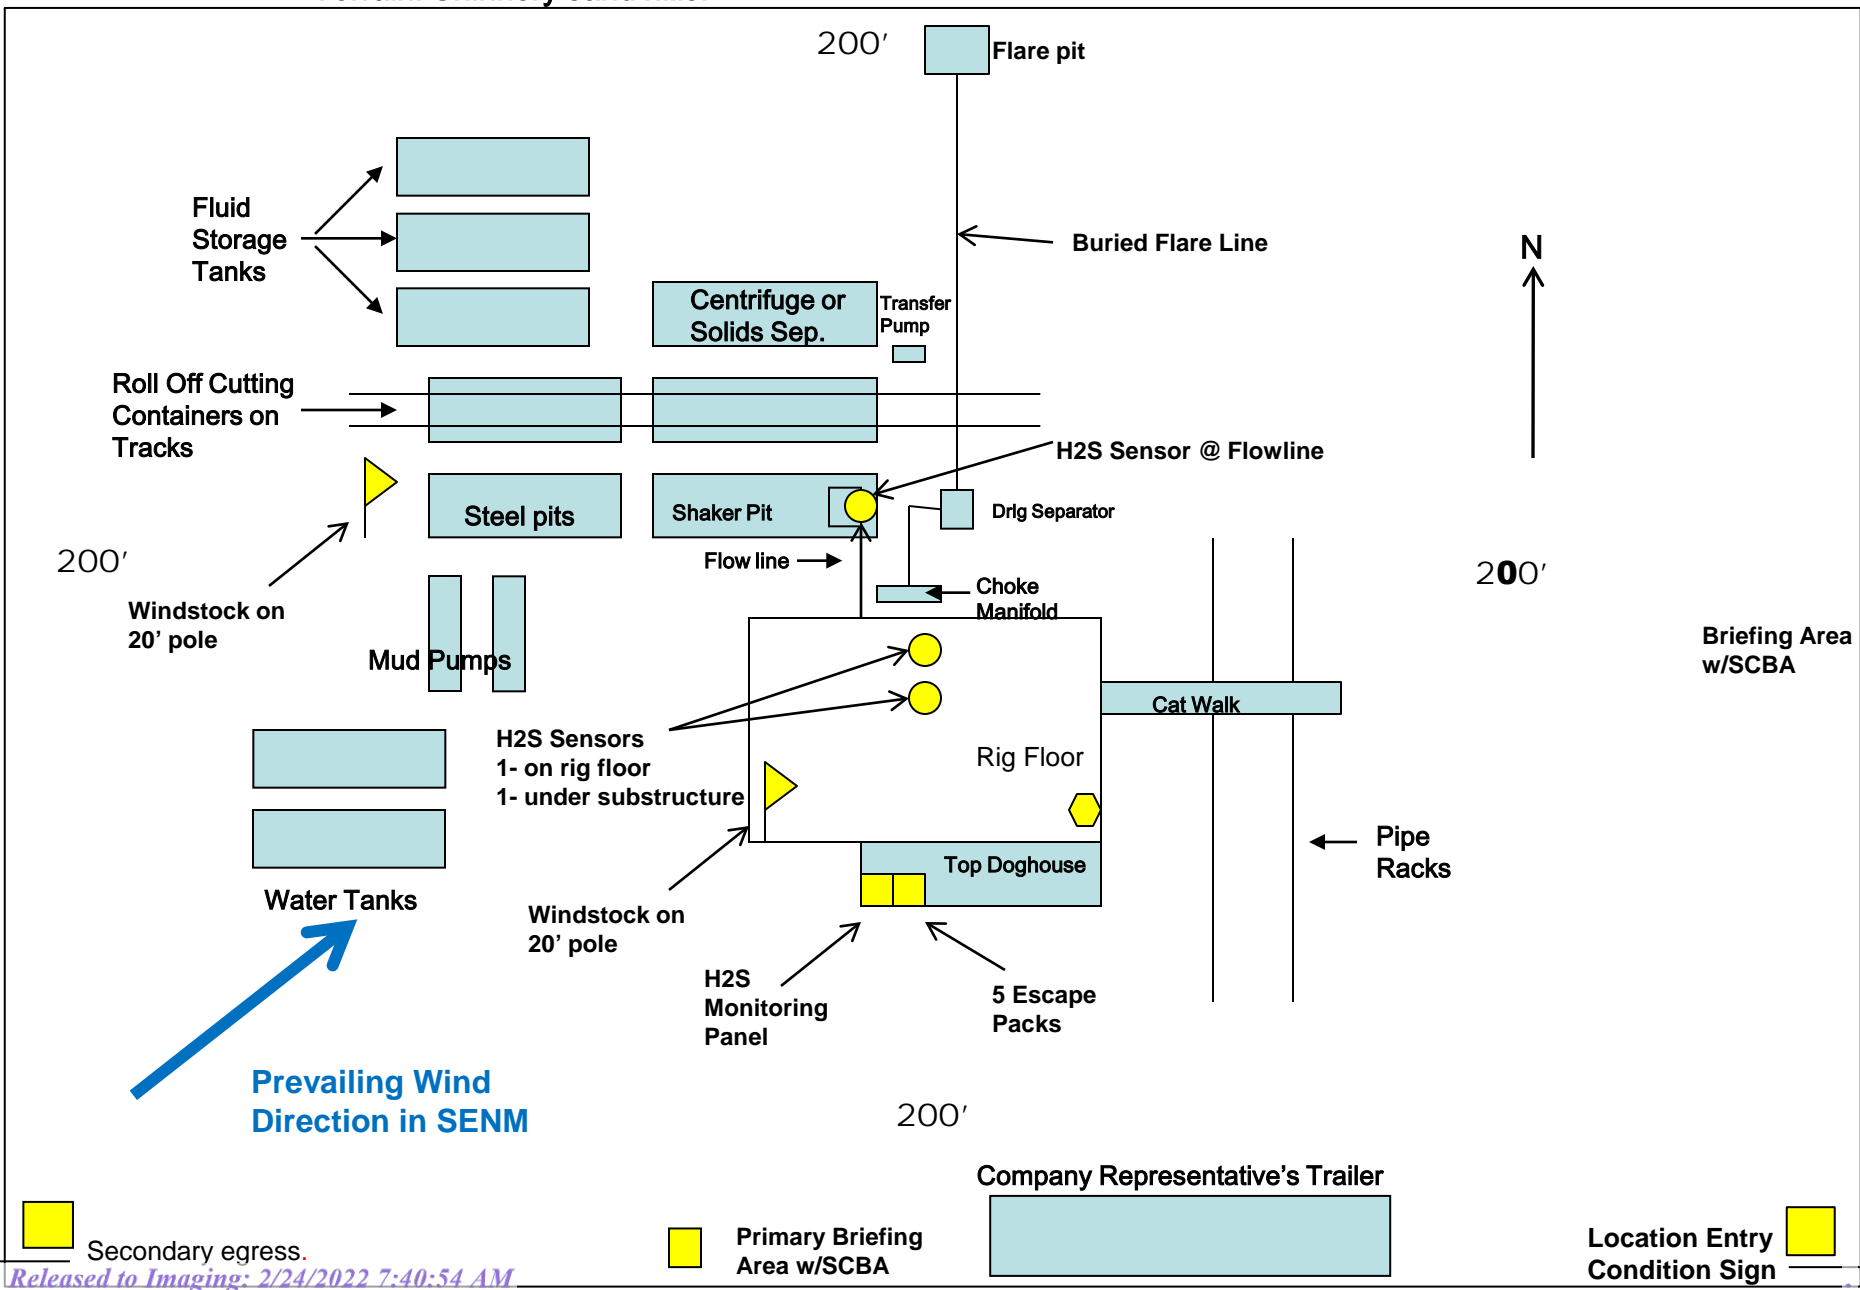 200'
Flare pit
Fluid
Storage
Tanks
Buried Flare Line
N
Centrifuge or
Solids Sep.
Transfer
Pump
Roll Off Cutting
Containers on
Tracks
H2S Sensor @ Flowline
Steel pits
Shaker Pit
Drlg Separator
200'
Flow line
200'
Choke
Manifold
Windstock on
20' pole
Mud Pumps
Briefing Area
w/SCBA
Cat Walk
H2S Sensors
1- on rig floor
1- under substructure
Rig Floor
Pipe
Racks
Top Doghouse
Water Tanks
Windstock on
20' pole
H2S
Monitoring
Panel
5 Escape
Packs
Prevailing Wind
Direction in SENM
200'
Company Representative's Trailer
Secondary egress.
Primary Briefing
Area w/SCBA
Location Entry
Condition Sign
Released to Imaging: 2/24/2022 7:40:54 AM